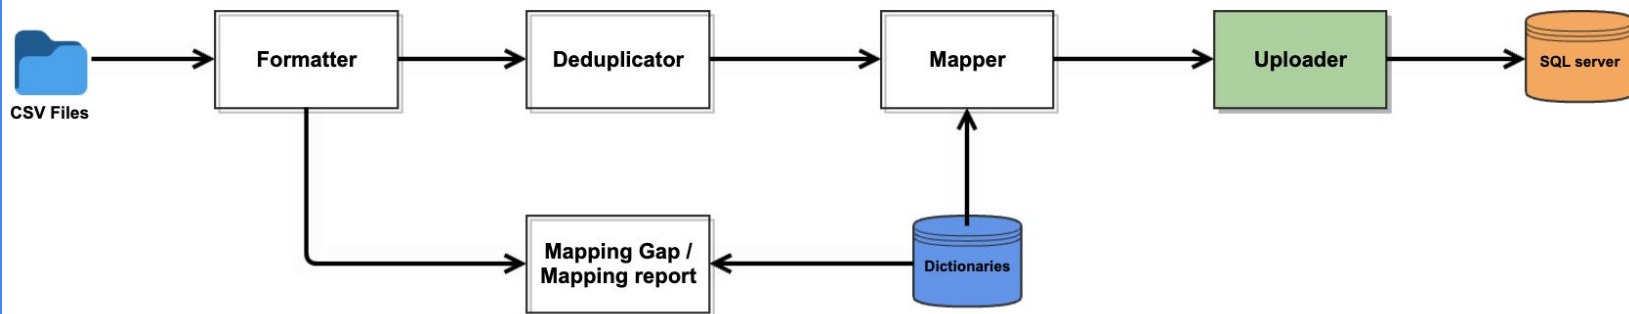 Formatter
Deduplicator
Mapper
Uploader
SQL server
CSV Files
Mapping Gap /
Mapping report
Dictionaries